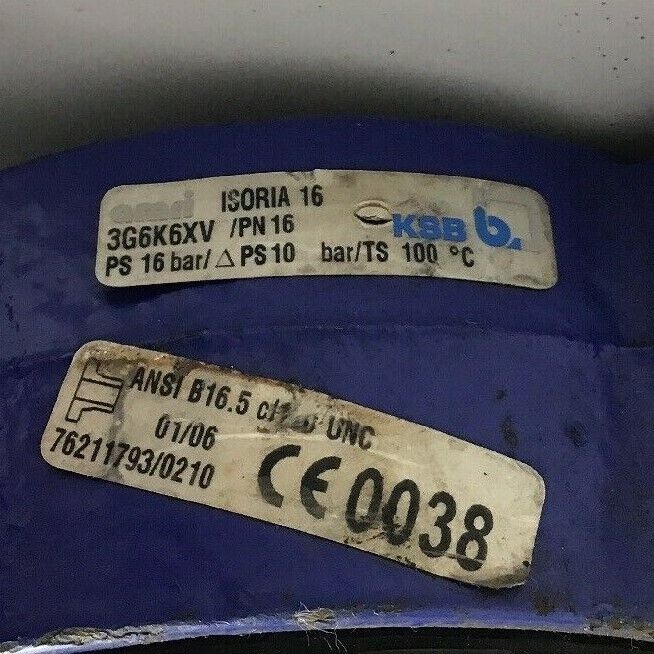 amri ISORIA 16
3G6K6XV /PN 16 KSB b.
PS 16 bar/ Δ PS 10 bar/TS 100 °C
ANSI B16.5 UNC
01/06
76211793/0210
CE 0038